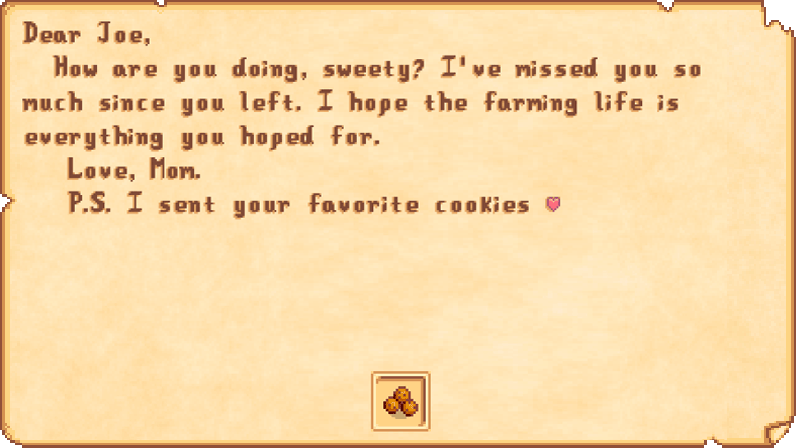 Dear Joe,
How are you doing, sweety? I've missed you so
much since you left. I hope the farming life is
everything you hoped for.
Love, Mom.
P.S. I sent your favorite cookies ♥